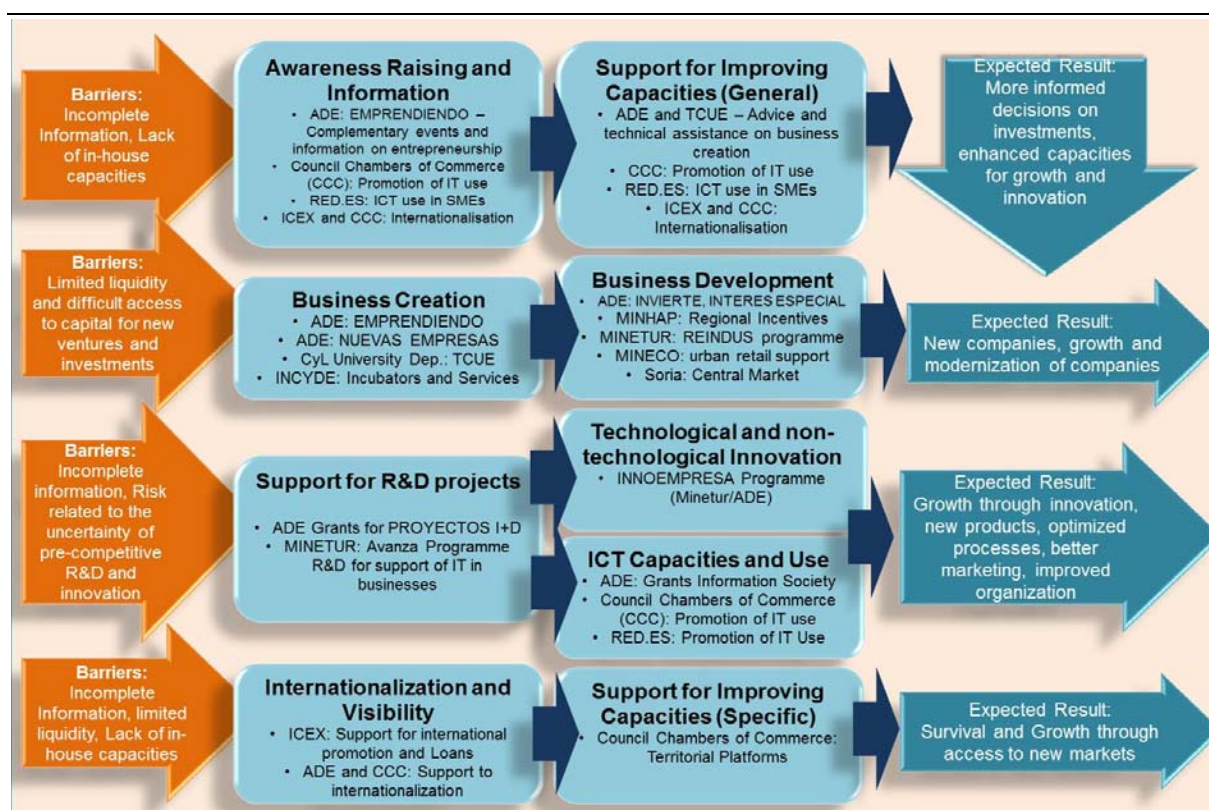 Barriers:
Incomplete
Information, Lack
of in-house
capacities
Awareness Raising and
Information
• ADE: EMPRENDIENDO –
Complementary events and
information on entrepreneurship
• Council Chambers of Commerce
(CCC): Promotion of IT use
• RED.ES: ICT use in SMEs
• ICEX and CCC: Internationalisation
Support for Improving
Capacities (General)
• ADE and TCUE – Advice and
technical assistance on business
creation
• CCC: Promotion of IT use
• RED.ES: ICT use in SMEs
• ICEX and CCC:
Internationalisation
Expected Result:
More informed
decisions on
investments,
enhanced capacities
for growth and
innovation
Barriers:
Limited liquidity
and difficult access
to capital for new
ventures and
investments
Business Creation
• ADE: EMPRENDIENDO
• ADE: NUEVAS EMPRESAS
• CyL University Dep.: TCUE
• INCYDE: Incubators and Services
Business Development
• ADE: INVIERTE, INTERES ESPECIAL
• MINHAP: Regional Incentives
• MINETUR: REINDUS programme
• MINECO: urban retail support
• Soria: Central Market
Expected Result:
New companies, growth and
modernization of companies
Barriers:
Incomplete
information, Risk
related to the
uncertainty of
pre-competitive
R&D and
innovation
Support for R&D projects
• ADE Grants for PROYECTOS I+D
• MINETUR: Avanza Programme
R&D for support of IT in
businesses
Technological and non-
technological Innovation
• INNOEMPRESA Programme
(Minetur/ADE)
ICT Capacities and Use
• ADE: Grants Information Society
• Council Chambers of Commerce
(CCC): Promotion of IT use
• RED.ES: Promotion of IT Use
Expected Result:
Growth through innovation,
new products, optimized
processes, better
marketing, improved
organization
Barriers:
Incomplete
Information, limited
liquidity, Lack of in-
house capacities
Internationalization and
Visibility
• ICEX: Support for international
promotion and Loans
• ADE and CCC: Support to
internationalization
Support for Improving
Capacities (Specific)
• Council Chambers of Commerce:
Territorial Platforms
Expected Result:
Survival and Growth through
access to new markets